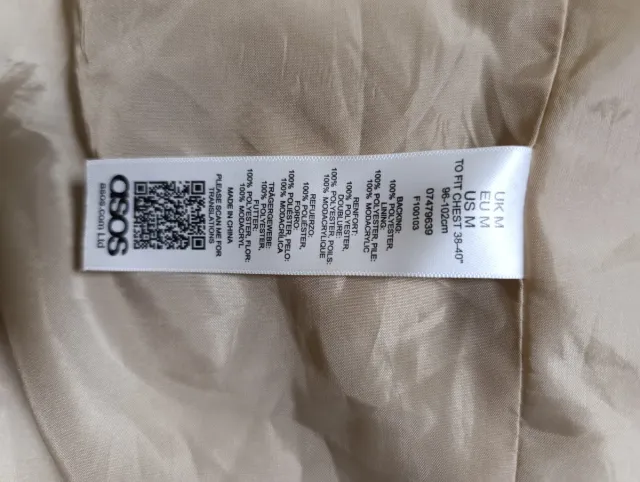 UK M
EU M
US M
TO FIT CHEST 38-40"
96-102cm
07479639
F100103
BACKING:
100% POLYESTER,
LINING:
100% POLYESTER, PILE:
100% MODACRYLIC
RENFORT:
100% POLYESTER,
DOUBLURE:
100% POLYESTER, POILS:
100% MODACRYLIQUE
REFUERZO:
100% POLIÉSTER,
FORRO:
100% POLIÉSTER, PELO:
100% MODACRÍLICA
TRÄGERGEWEBE:
100% POLYESTER,
100% POLYESTER, FLOR:
100% MODACRYL
MADE IN CHINA
PLEASE SCAN ME FOR
TRANSLATIONS
asos
asos.com Ltd